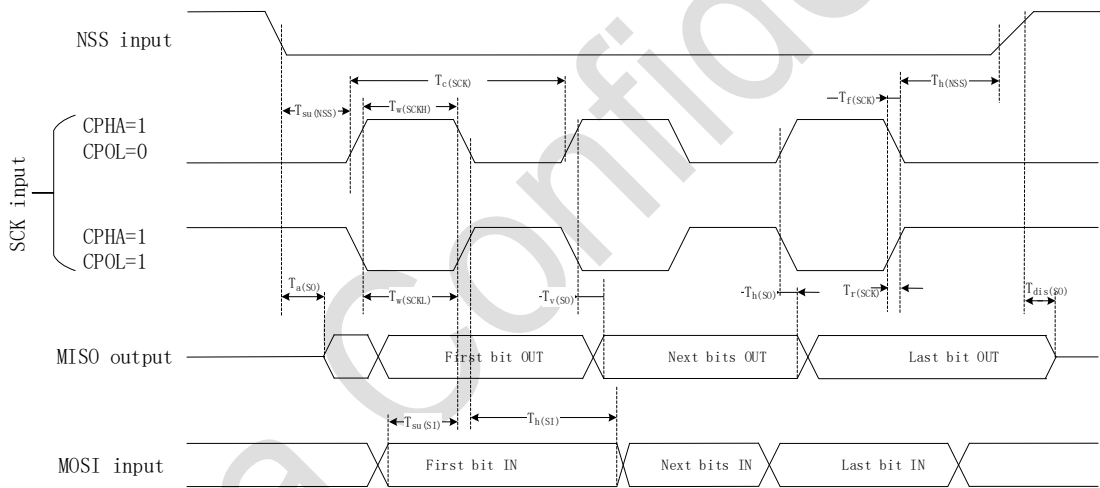 NSS input
Tc(SCK)
Tf(SCK)
Th(NSS)
Tsu(NSS)
Tw(SCKH)
SCK input
CPHA=1
CPOL=0
CPHA=1
CPOL=1
Ta(SO)
Tw(SCKL)
Tv(SO)
Th(SO)
Tr(SCK)
Tdis(SO)
MISO output
First bit OUT
Next bits OUT
Last bit OUT
Tsu(SI)
Th(SI)
MOSI input
First bit IN
Next bits IN
Last bit IN
a Confide